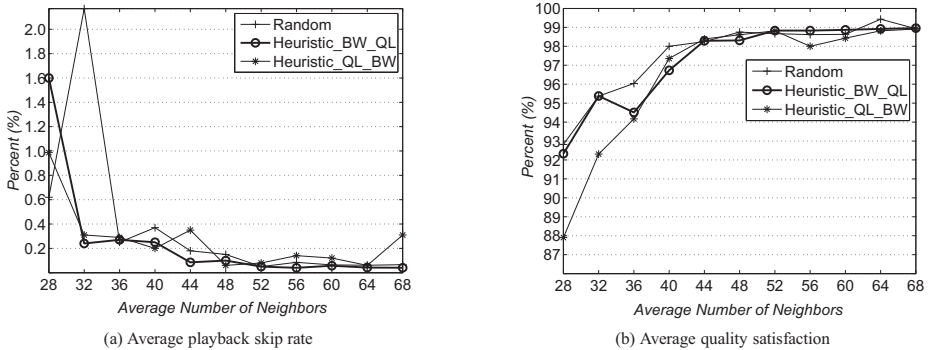 2.0
1.8
1.6
1.4
1.2
1.0
0.8
0.6
0.4
0.2
Percent (%)
Random
Heuristic_BW_QL
Heuristic_QL_BW
28 32 36 40 44 48 52 56 60 64 68
Average Number of Neighbors
(a) Average playback skip rate
100
99
98
97
96
95
94
93
92
91
90
89
88
87
Percent (%)
Random
Heuristic_BW_QL
Heuristic_QL_BW
28 32 36 40 44 48 52 56 60 64 68
Average Number of Neighbors
(b) Average quality satisfaction